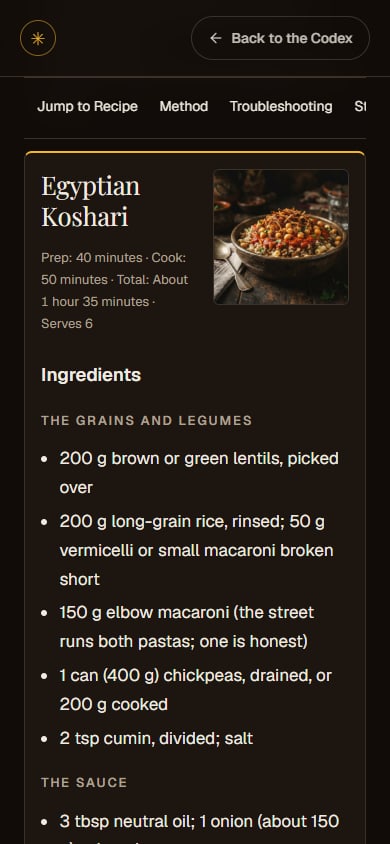 ← Back to the Codex
Jump to Recipe Method Troubleshooting St
Egyptian
Koshari
Prep: 40 minutes · Cook:
50 minutes · Total: About
1 hour 35 minutes ·
Serves 6
Ingredients
THE GRAINS AND LEGUMES
• 200 g brown or green lentils, picked
over
• 200 g long-grain rice, rinsed; 50 g
vermicelli or small macaroni broken
short
• 150 g elbow macaroni (the street
runs both pastas; one is honest)
• 1 can (400 g) chickpeas, drained, or
200 g cooked
• 2 tsp cumin, divided; salt
THE SAUCE
• 3 tbsp neutral oil; 1 onion (about 150